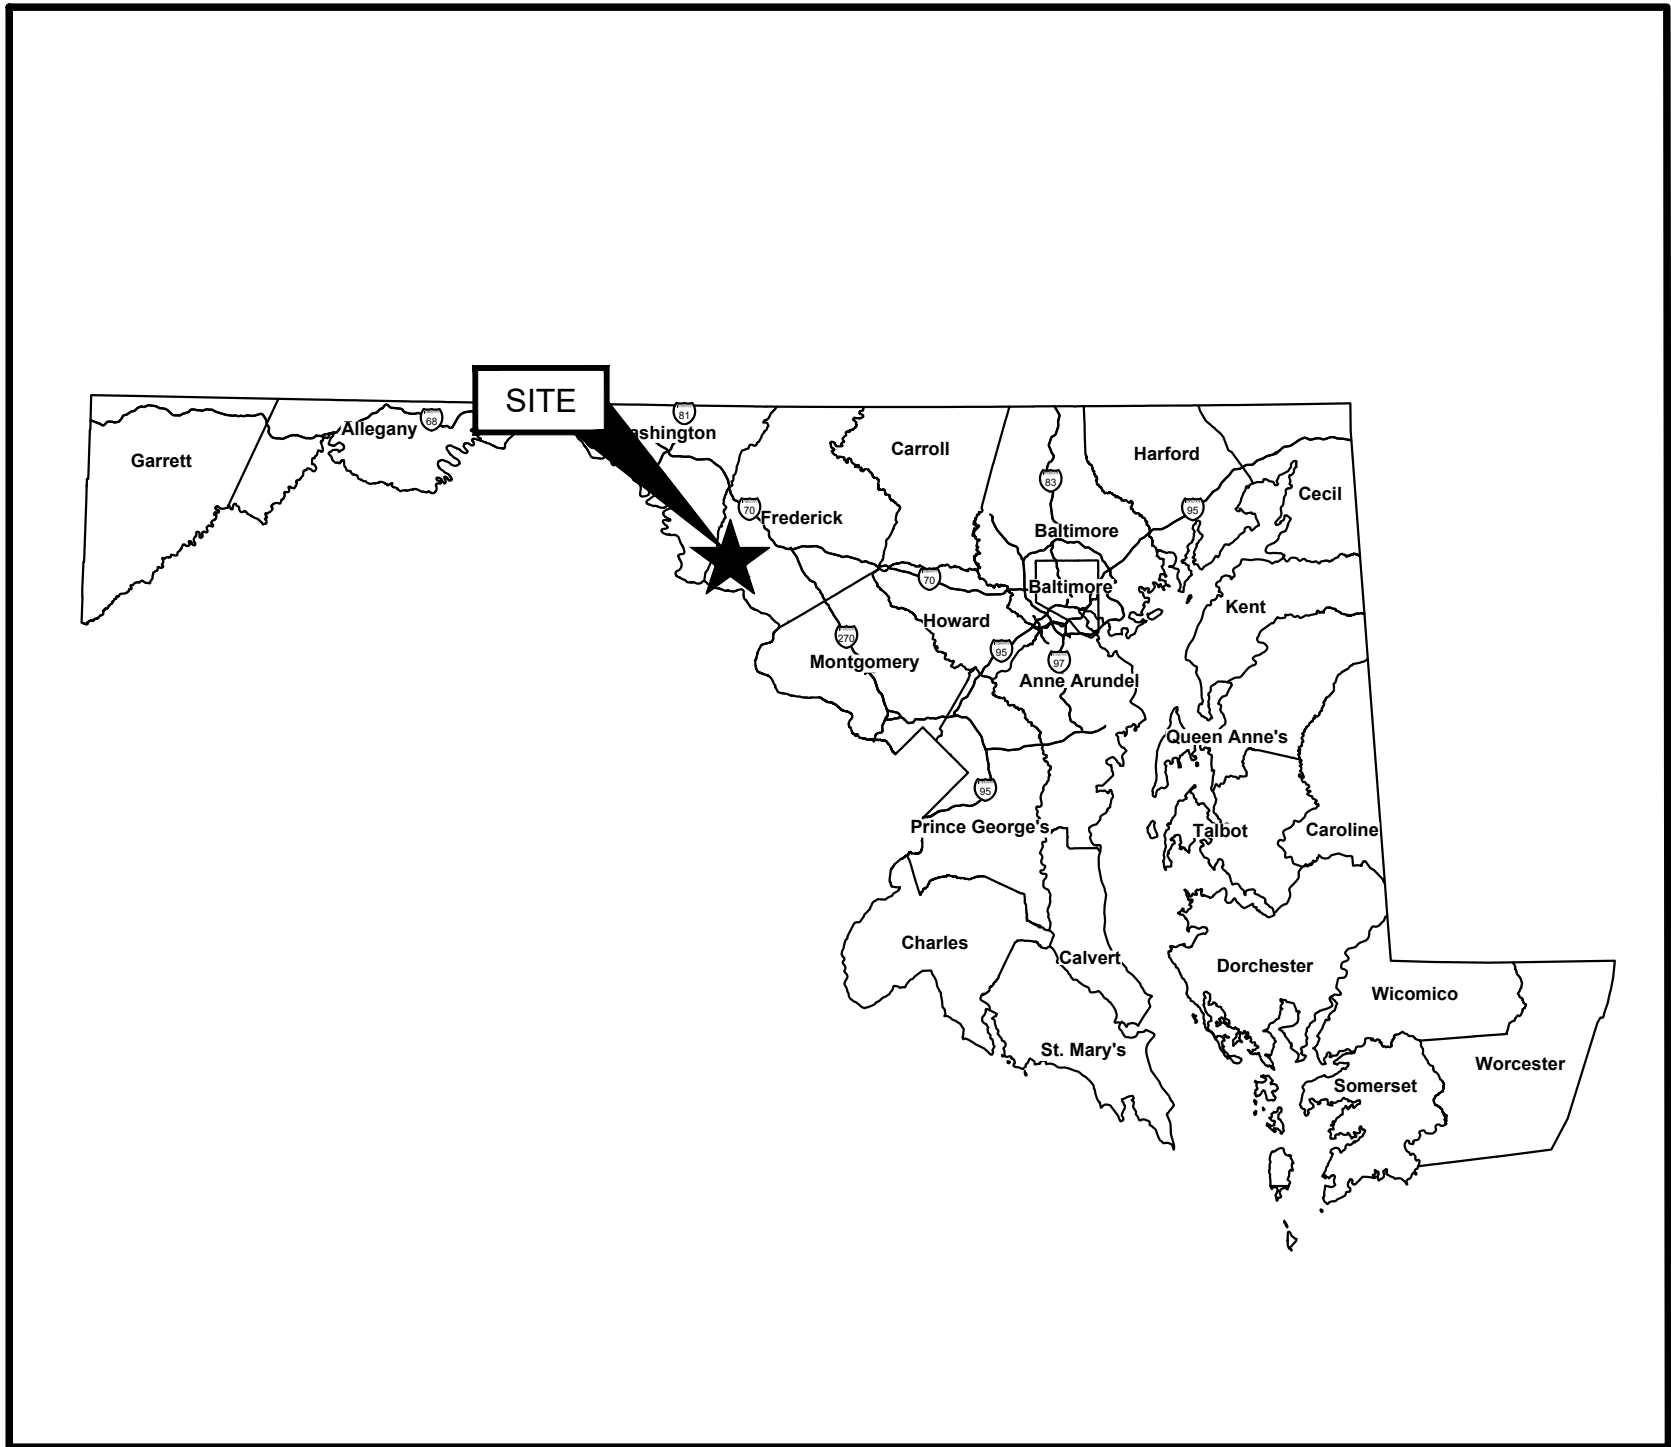 SITE
81
68
Allegany
ashington
Carroll
Harford
Garrett
83
Cecil
70
Frederick
95
Baltimore
70
Baltimore
Kent
Howard
270
95
97
Montgomery
Anne Arundel
Queen Anne's
95
Prince George's
Talbot
Caroline
Charles
Calvert
Dorchester
Wicomico
St. Mary's
Worcester
Somerset